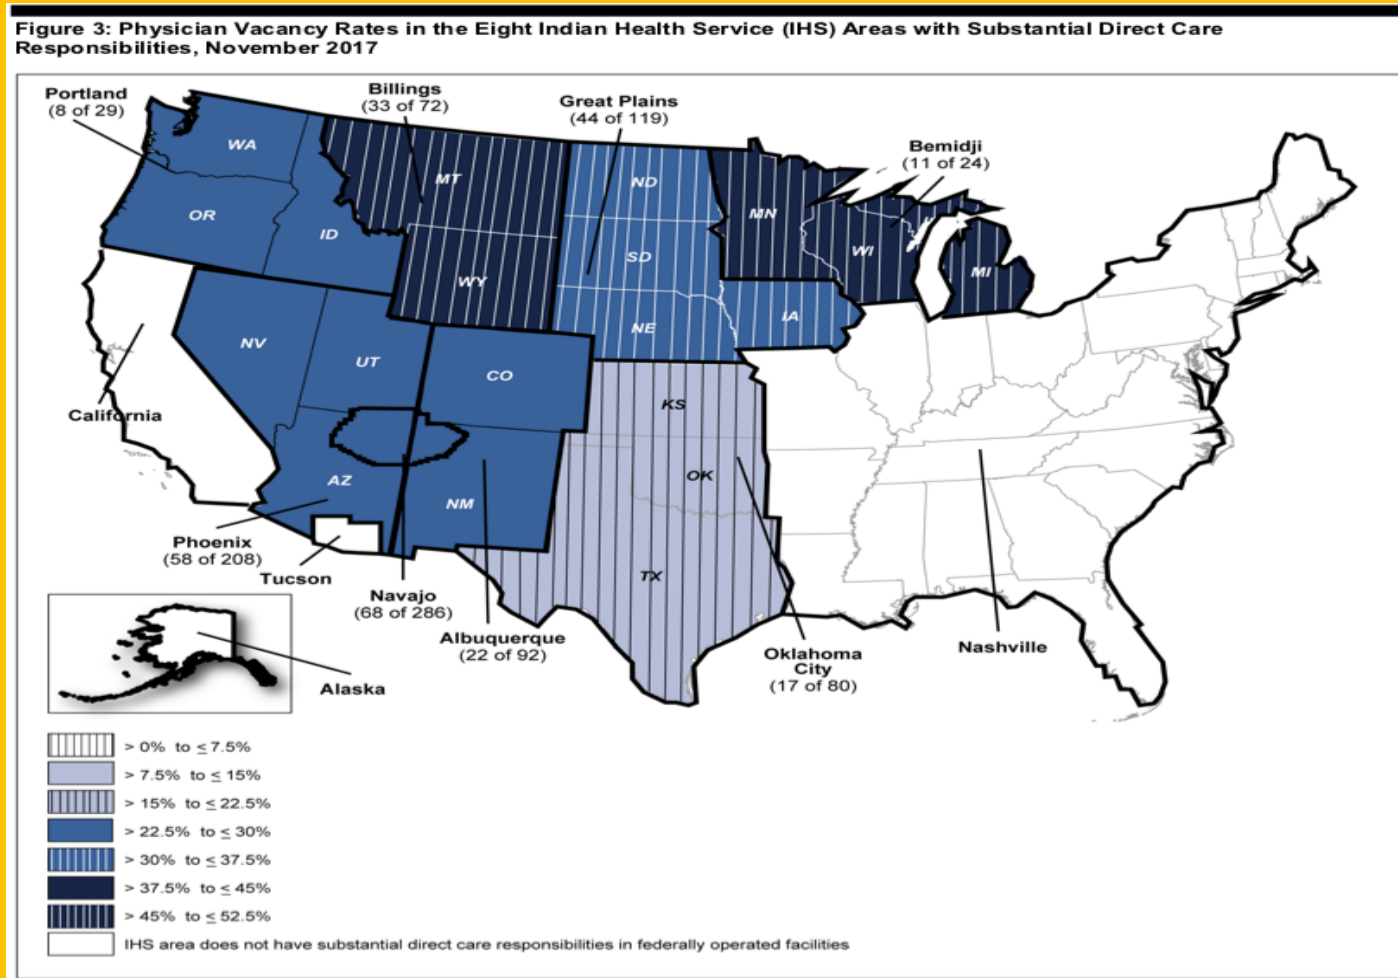 Figure 3: Physician Vacancy Rates in the Eight Indian Health Service (IHS) Areas with Substantial Direct Care
Responsibilities, November 2017
Portland
(8 of 29)
Billings
(33 of 72)
Great Plains
(44 of 119)
Bemidji
(11 of 24)
WA
OR
ID
MT
WY
ND
SD
NE
IA
MN
WI
MI
NV
UT
CO
AZ
NM
KS
OK
TX
California
Phoenix
(58 of 208)
Tucson
Navajo
(68 of 286)
Albuquerque
(22 of 92)
Oklahoma
City
(17 of 80)
Nashville
Alaska
> 0% to ≤ 7.5%
> 7.5% to ≤ 15%
> 15% to ≤ 22.5%
> 22.5% to ≤ 30%
> 30% to ≤ 37.5%
> 37.5% to ≤ 45%
> 45% to ≤ 52.5%
IHS area does not have substantial direct care responsibilities in federally operated facilities